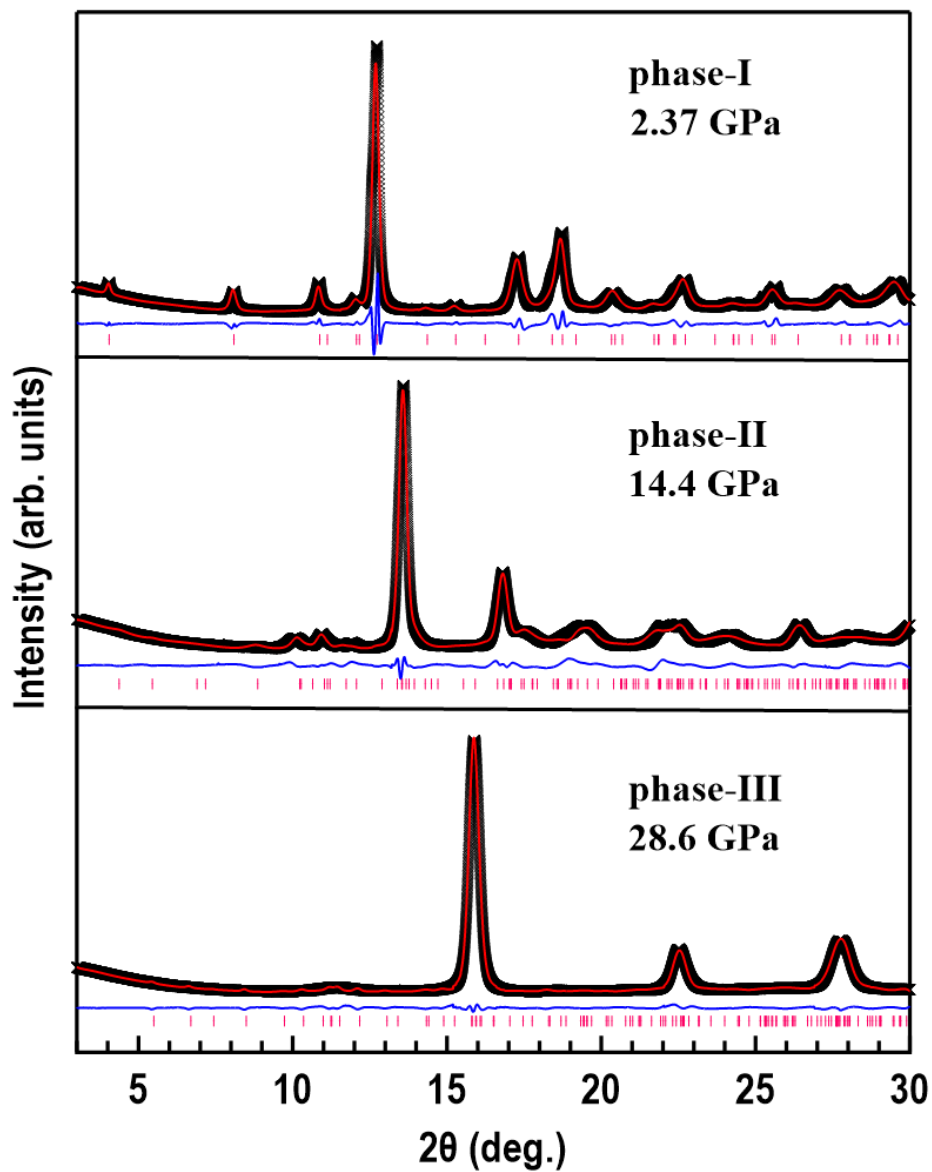 phase-I
2.37 GPa
phase-II
14.4 GPa
phase-III
28.6 GPa
Intensity (arb. units)
5 10 15 20 25 30
2θ (deg.)